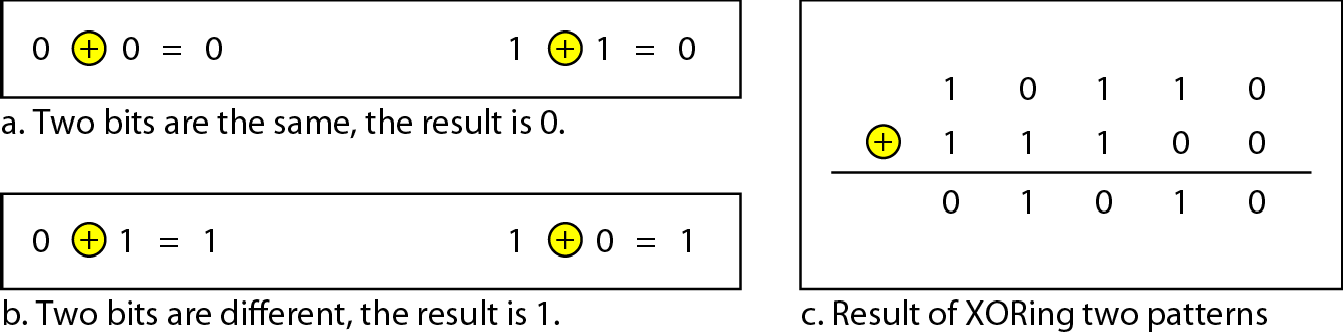 0 ⊕ 0 = 0 1 ⊕ 1 = 0
a. Two bits are the same, the result is 0.
0 ⊕ 1 = 1 1 ⊕ 0 = 1
b. Two bits are different, the result is 1.
1 0 1 1 0
⊕ 1 1 1 0 0
0 1 0 1 0
c. Result of XORing two patterns